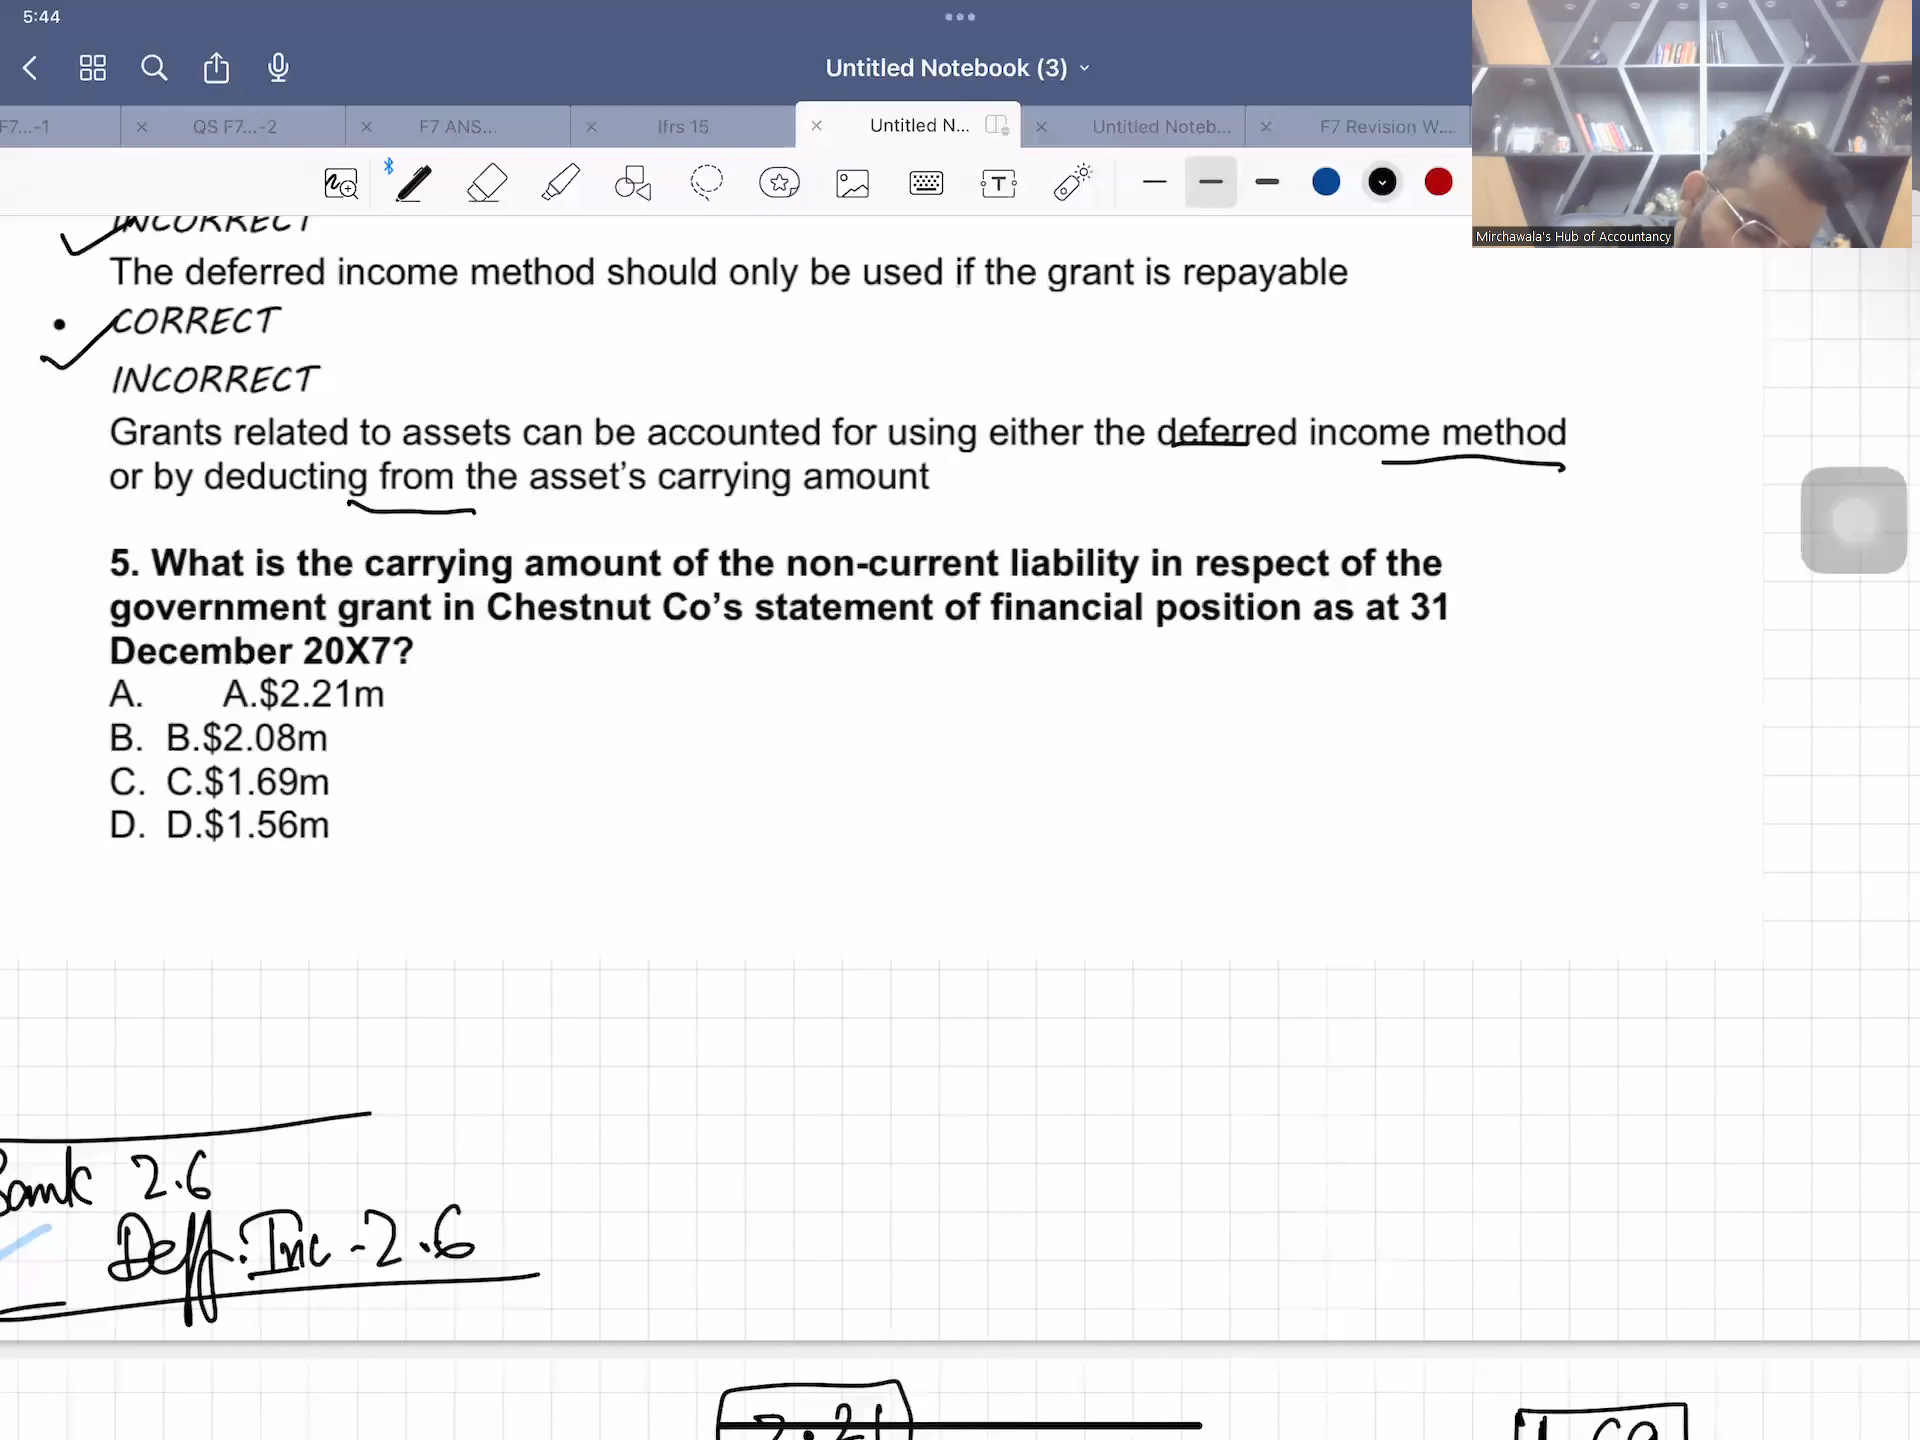 5:44
Untitled Notebook (3)
F7...-1
QS F7...-2
F7 ANS...
Ifrs 15
Untitled N...
Untitled Noteb...
F7 Revision W...
Mirchawala's Hub of Accountancy
INCORRECT
The deferred income method should only be used if the grant is repayable
• CORRECT
INCORRECT
Grants related to assets can be accounted for using either the deferred income method
or by deducting from the asset’s carrying amount
5. What is the carrying amount of the non-current liability in respect of the
government grant in Chestnut Co’s statement of financial position as at 31
December 20X7?
A. A.$2.21m
B. B.$2.08m
C. C.$1.69m
D. D.$1.56m
Bank 2.6
Deff. Inc - 2.6
2.21